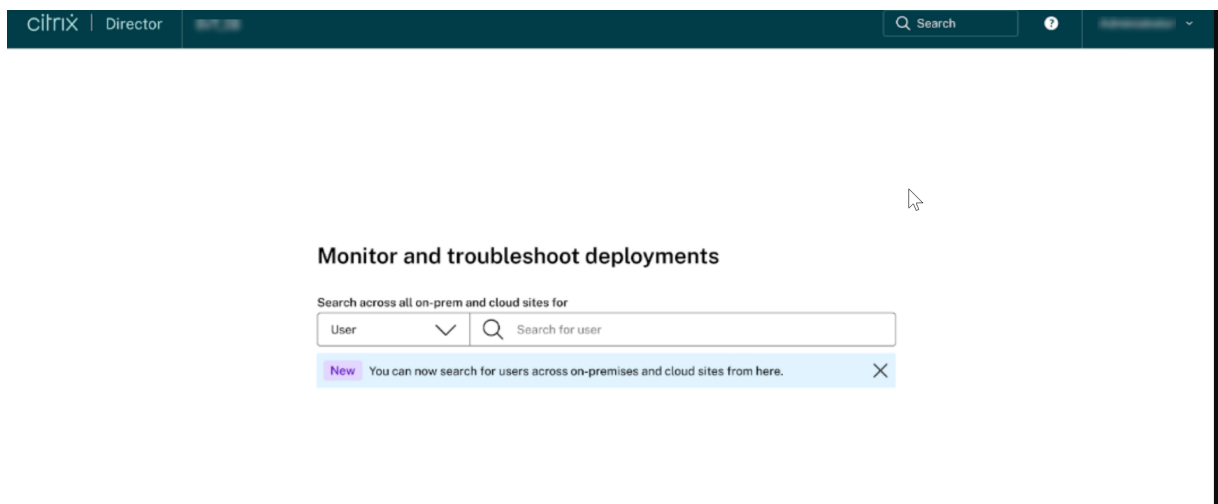 citrix | Director
Search
?
Monitor and troubleshoot deployments
Search across all on-prem and cloud sites for
User
Search for user
New You can now search for users across on-premises and cloud sites from here.